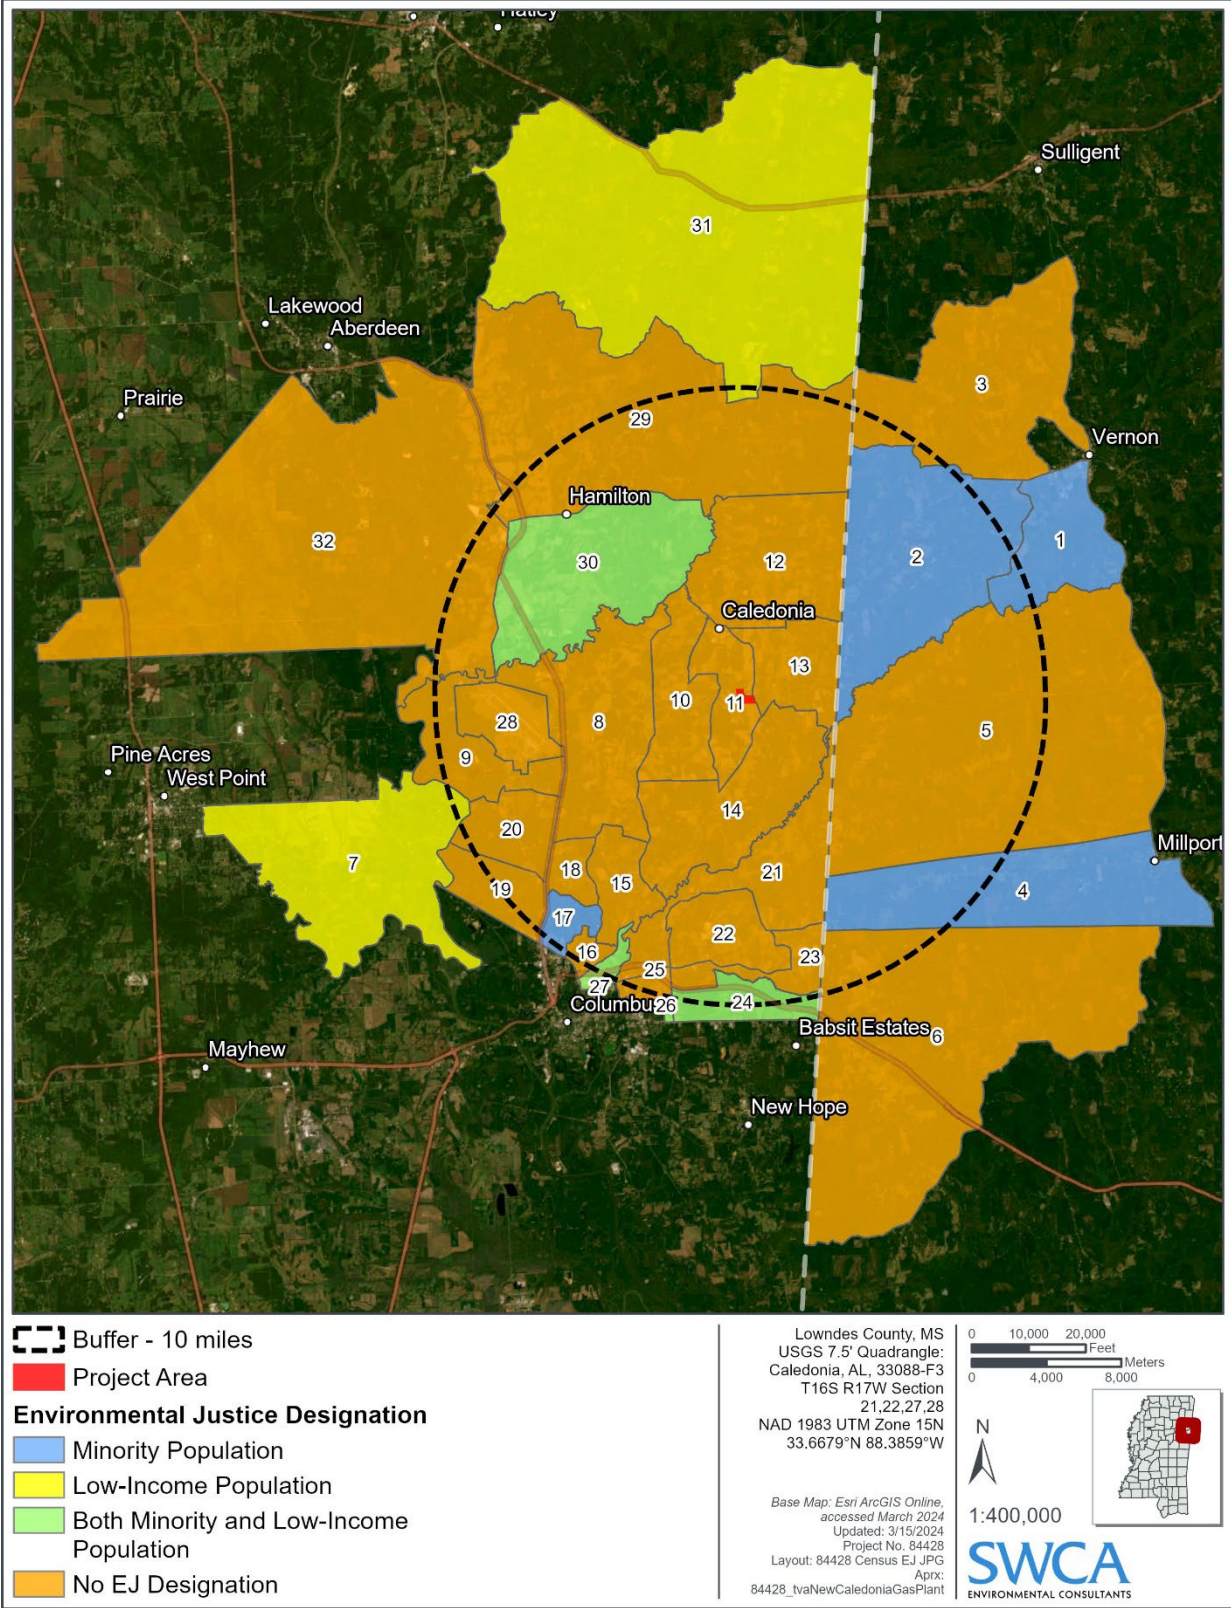 Hatley
Sulligent
31
Lakewood
Aberdeen
Prairie
3
29
Vernon
Hamilton
32
30
12
2
1
Caledonia
13
10
11
28
8
5
9
Pine Acres
West Point
14
20
Millport
7
18
15
21
19
4
17
22
16
23
25
27
24
Columbus
26
Babsit Estates
6
Mayhew
New Hope
Buffer - 10 miles
Project Area
Environmental Justice Designation
Minority Population
Low-Income Population
Both Minority and Low-Income
Population
No EJ Designation
Lowndes County, MS
USGS 7.5' Quadrangle:
Caledonia, AL, 33088-F3
T16S R17W Section
21,22,27,28
NAD 1983 UTM Zone 15N
33.6679°N 88.3859°W
Base Map: Esri ArcGIS Online,
accessed March 2024
Updated: 3/15/2024
Project No. 84428
Layout: 84428 Census EJ JPG
Aprx:
84428_tvaNewCaledoniaGasPlant
0 10,000 20,000
Feet
Meters
0 4,000 8,000
N
1:400,000
SWCA
ENVIRONMENTAL CONSULTANTS